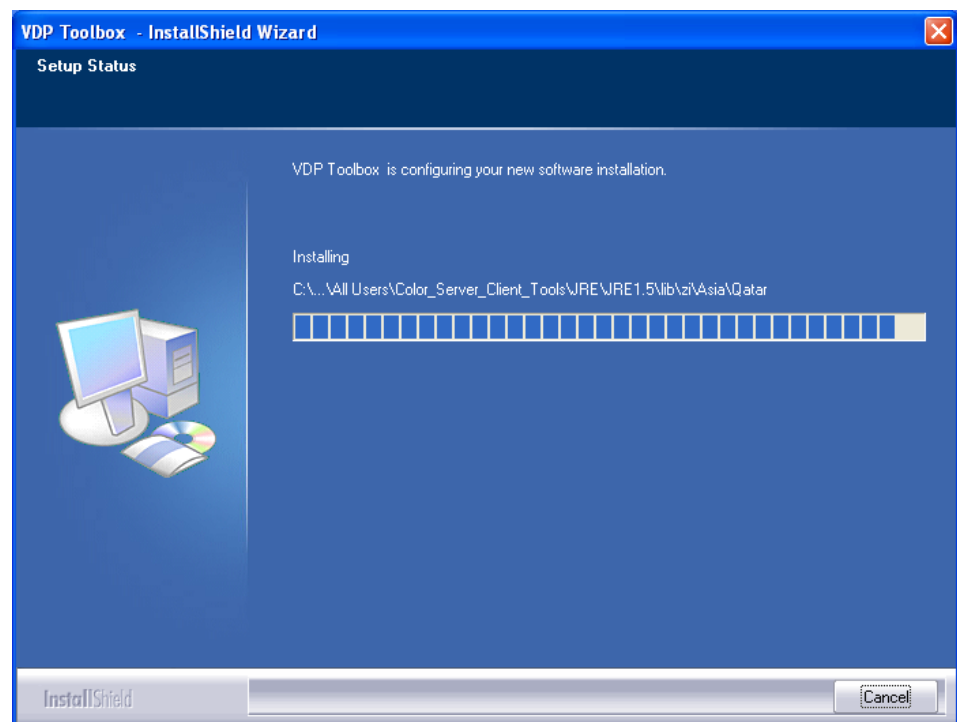 VDP Toolbox - InstallShield Wizard
Setup Status
VDP Toolbox is configuring your new software installation.
Installing
C:\...\All Users\Color_Server_Client_Tools\JRE\JRE1.5\lib\zi\Asia\Qatar
InstallShield
Cancel